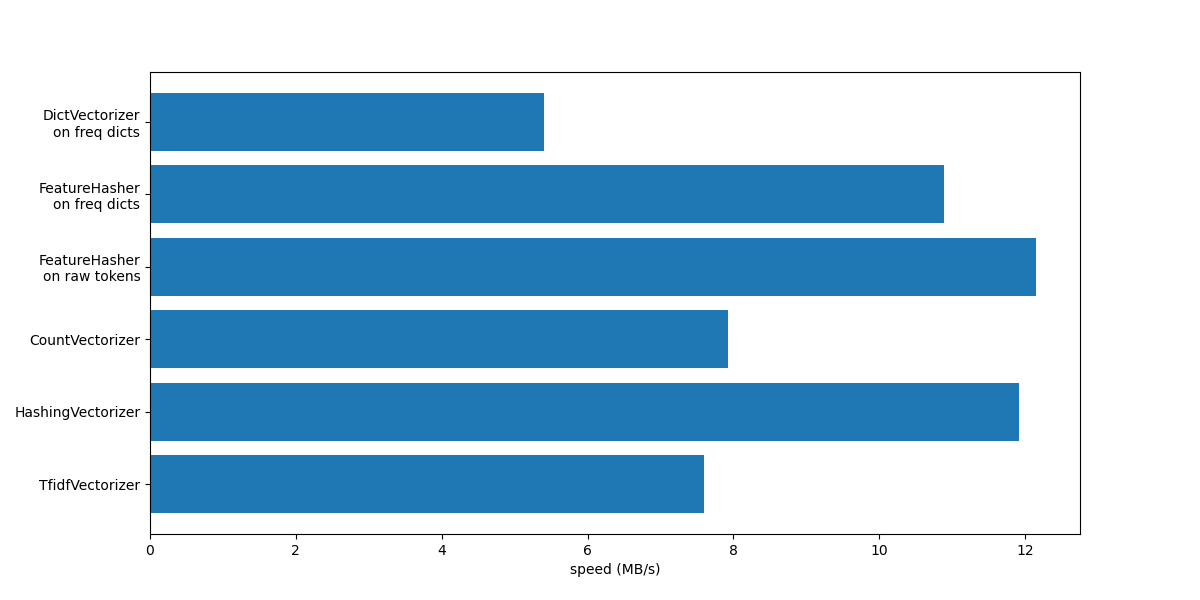 DictVectorizer
on freq dicts
FeatureHasher
on freq dicts
FeatureHasher
on raw tokens
CountVectorizer
HashingVectorizer
TfidfVectorizer
0 2 4 6 8 10 12
speed (MB/s)